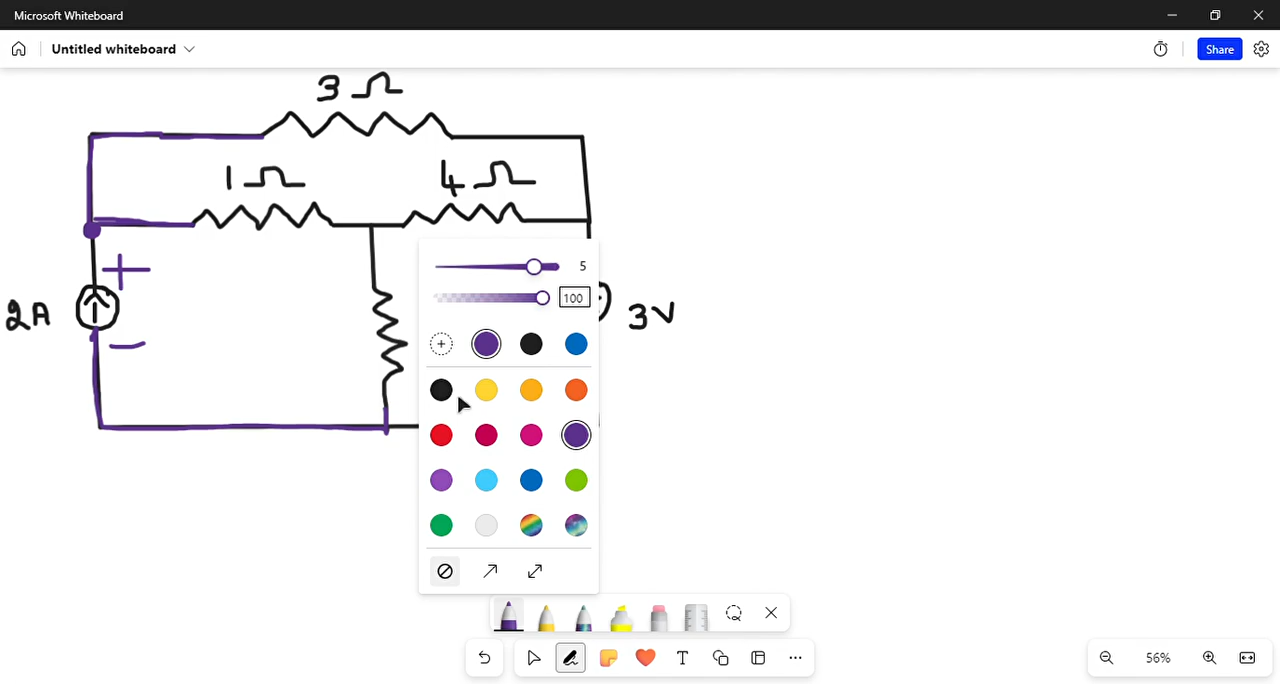 Microsoft Whiteboard
Untitled whiteboard
Share
3 Ω
1 Ω
4 Ω
+
5
100
2A
3V
−
56%